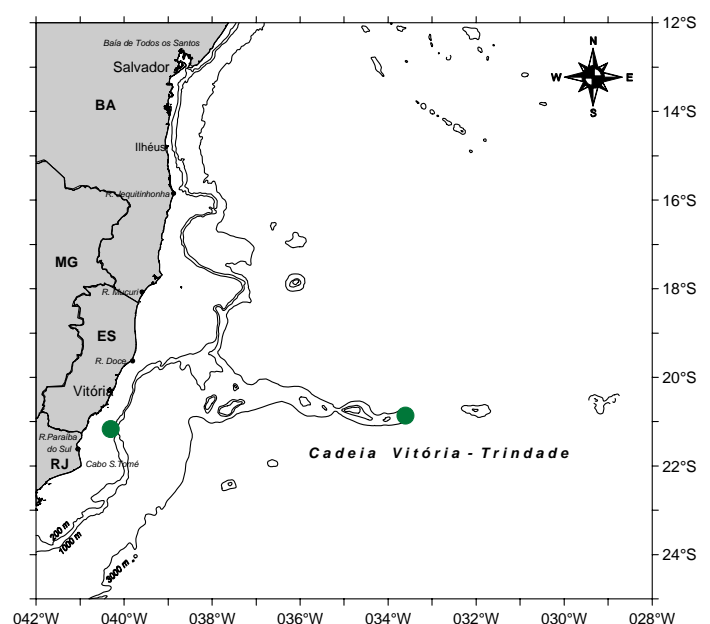 12°S
Baía de Todos os Santos
Salvador
N
W E
S
BA
14°S
Ilhéus
16°S
R. Jequitinhonha
MG
18°S
R. Mucuri
ES
R. Doce
20°S
Vitória
R.Paraíba
do Sul
RJ
Cabo S.Tomé
Cadeia Vitória - Trindade
22°S
200 m
1000 m
3000 m
24°S
042°W 040°W 038°W 036°W 034°W 032°W 030°W 028°W